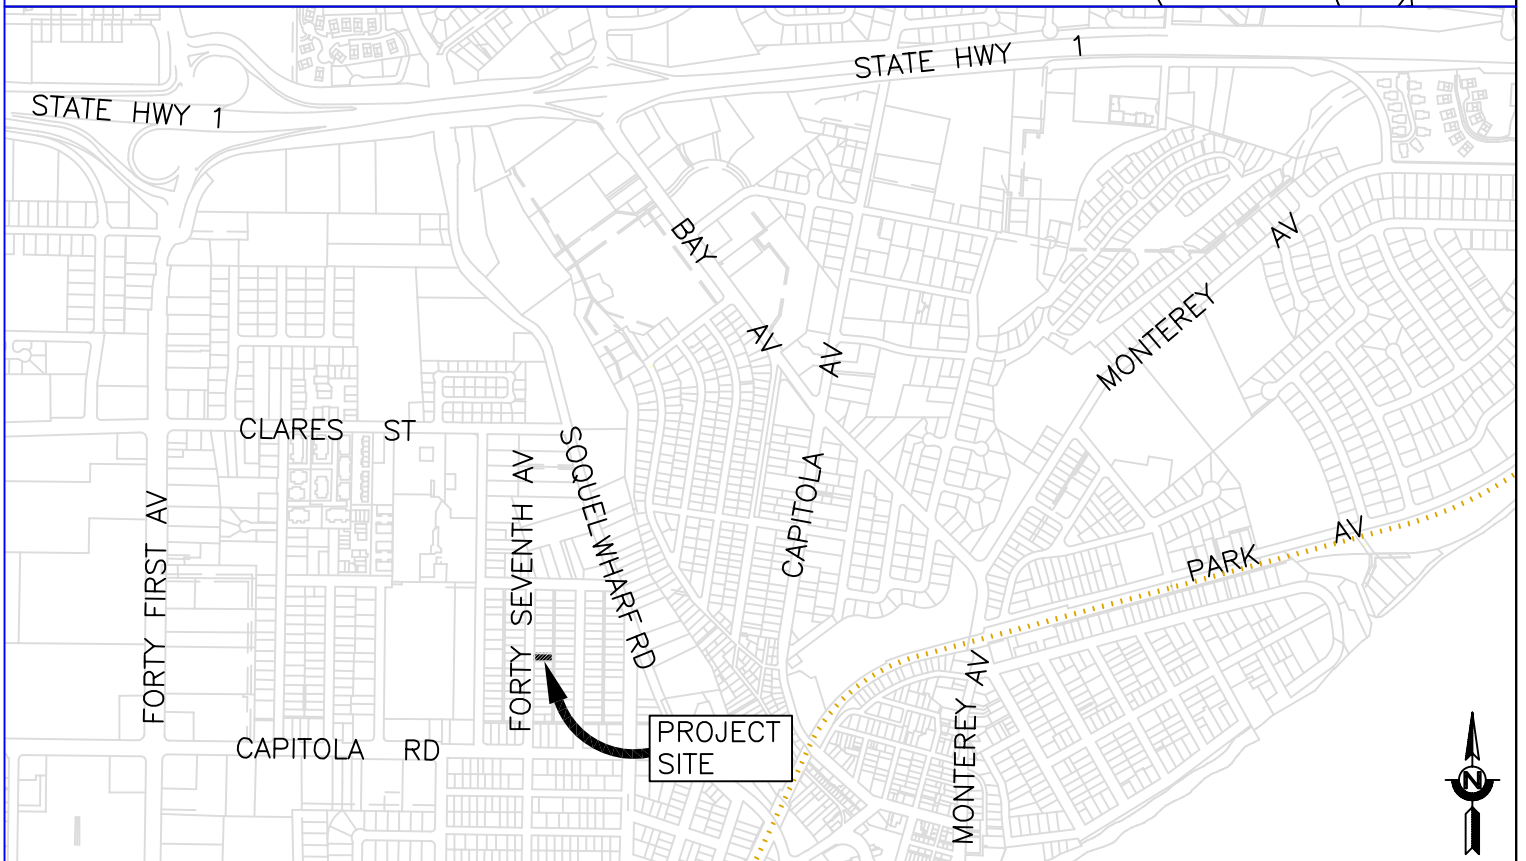 STATE HWY 1
STATE HWY 1
BAY AV
AV
MONTEREY AV
CLARES ST
FORTY FIRST AV
FORTY SEVENTH AV
SOQUEL WHARF RD
CAPITOLA
PARK AV
MONTEREY AV
CAPITOLA RD
PROJECT
SITE
N